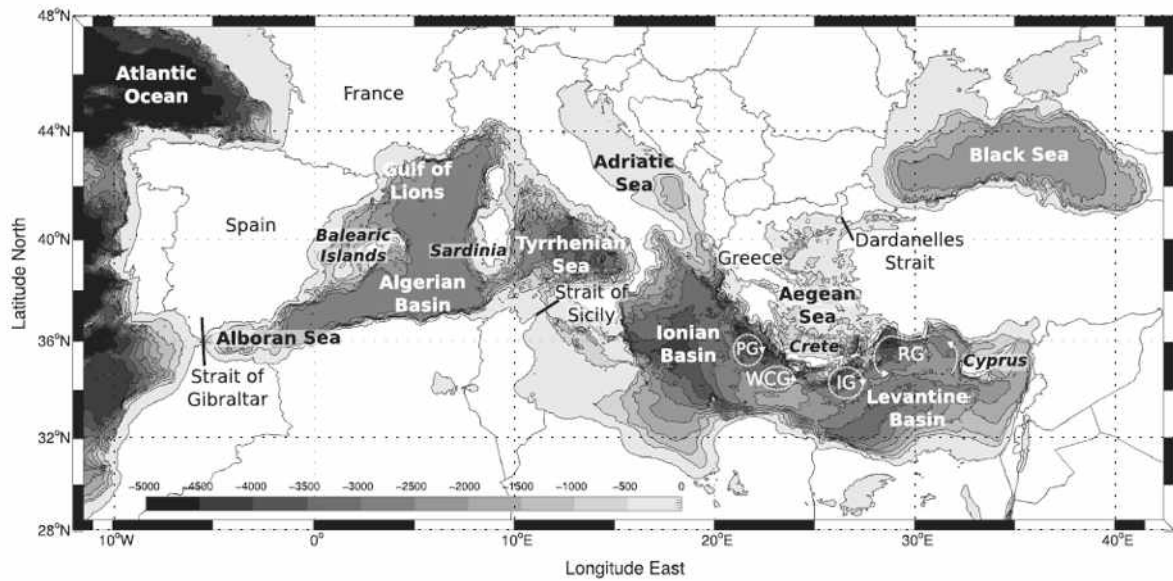 48°N
44°N
40°N
36°N
32°N
28°N
Latitude North
Atlantic
Ocean
France
Gulf of
Lions
Adriatic
Sea
Black Sea
Spain
Balearic
Islands
Sardinia
Tyrrhenian
Sea
Greece
Dardanelles
Strait
Algerian
Basin
Strait of
Sicily
Aegean
Sea
Alboran Sea
Ionian
Basin
PG
Crete
RG
Cyprus
Strait of
Gibraltar
WCG
IG
Levantine
Basin
-5000 -4500 -4000 -3500 -3000 -2500 -2000 -1500 -1000 -500 0
10°W 0° 10°E 20°E 30°E 40°E
Longitude East